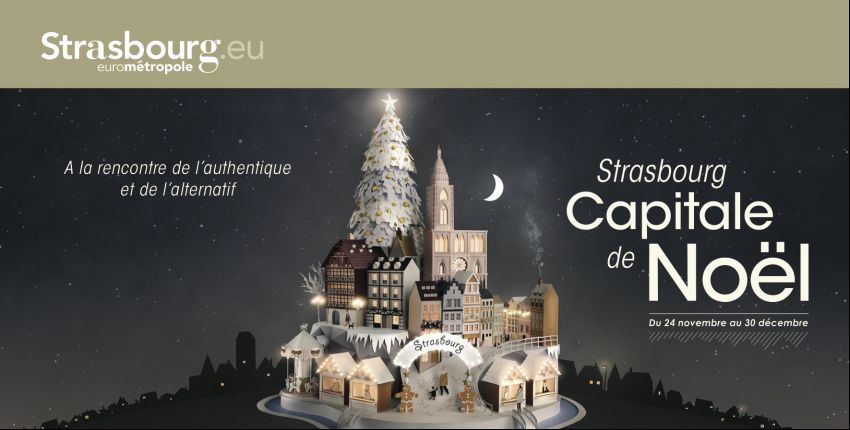 Strasbourg.eu
eurométropole
A la rencontre de l'authentique
et de l'alternatif
Strasbourg
Capitale
de Noël
Du 24 novembre au 30 décembre
Strasbourg